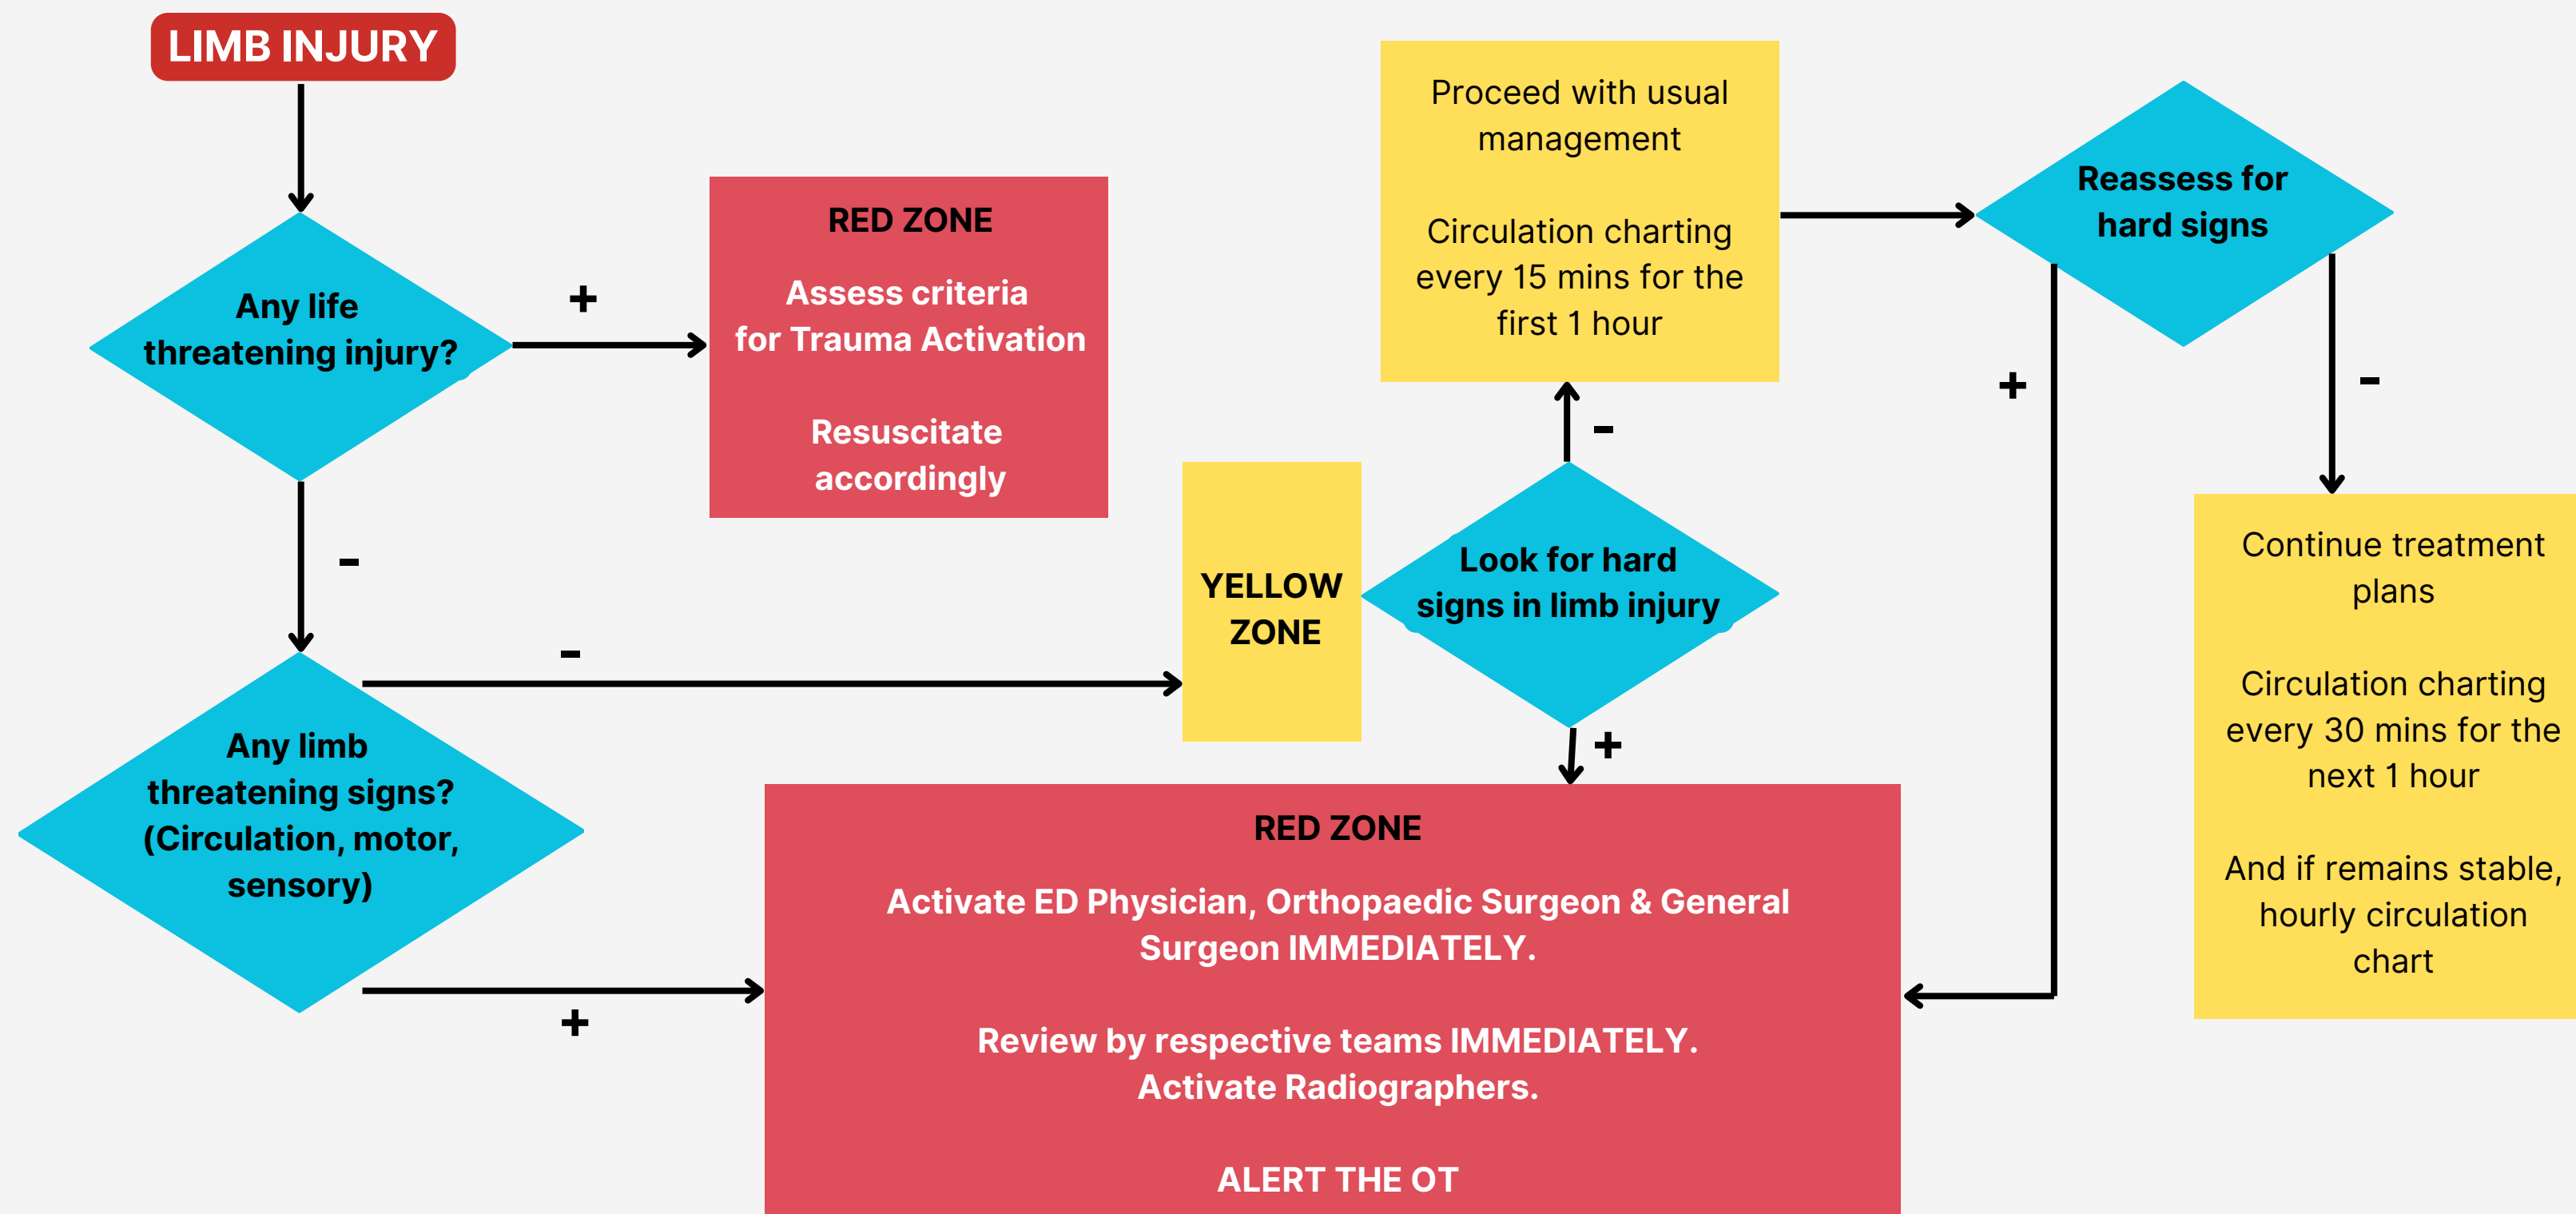 LIMB INJURY
Any life
threatening injury?
+
-
RED ZONE
Assess criteria
for Trauma Activation
Resuscitate
accordingly
Any limb
threatening signs?
(Circulation, motor,
sensory)
-
+
YELLOW
ZONE
Look for hard
signs in limb injury
-
+
Proceed with usual
management
Circulation charting
every 15 mins for the
first 1 hour
Reassess for
hard signs
+
-
Continue treatment
plans
Circulation charting
every 30 mins for the
next 1 hour
And if remains stable,
hourly circulation
chart
RED ZONE
Activate ED Physician, Orthopaedic Surgeon & General
Surgeon IMMEDIATELY.
Review by respective teams IMMEDIATELY.
Activate Radiographers.
ALERT THE OT